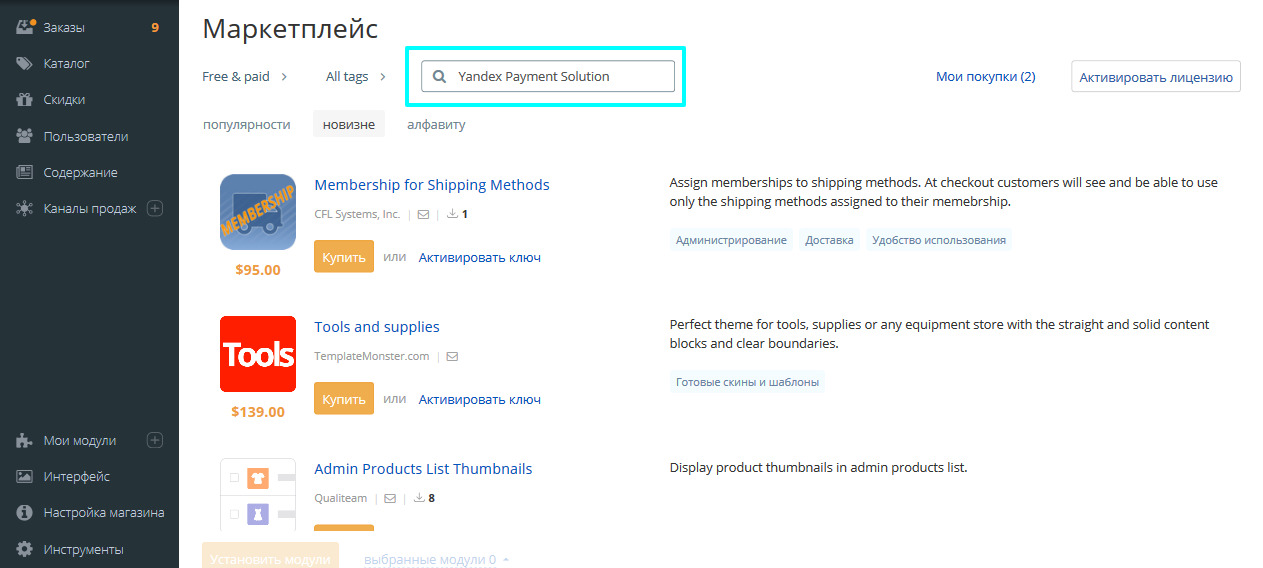 Заказы 9
Каталог
Скидки
Пользователи
Содержание
Каналы продаж
Мои модули
Интерфейс
Настройка магазина
Инструменты
Маркетплейс
Free & paid All tags Yandex Payment Solution Мои покупки (2) Активировать лицензию
популярности новизне алфавиту
MEMBERSHIP
$95.00
Membership for Shipping Methods
CFL Systems, Inc. | | 1
Купить или Активировать ключ
Assign memberships to shipping methods. At checkout customers will see and be able to use
only the shipping methods assigned to their memebrship.
Администрирование Доставка Удобство использования
Tools
$139.00
Tools and supplies
TemplateMonster.com |
Купить или Активировать ключ
Perfect theme for tools, supplies or any equipment store with the straight and solid content
blocks and clear boundaries.
Готовые скины и шаблоны
Admin Products List Thumbnails
Qualiteam | | 8
Display product thumbnails in admin products list.
Установить модули выбранные модули 0